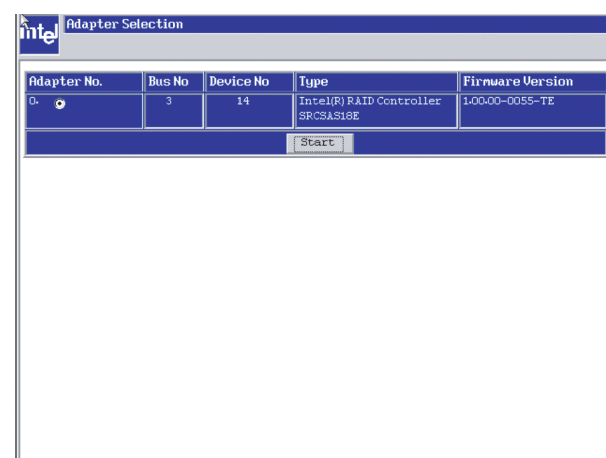 intel
Adapter Selection
Adapter No. Bus No Device No Type Firmware Version
0. 3 14 Intel(R) RAID Controller 1.00.00-0055-TE
SRCSAS18E
Start